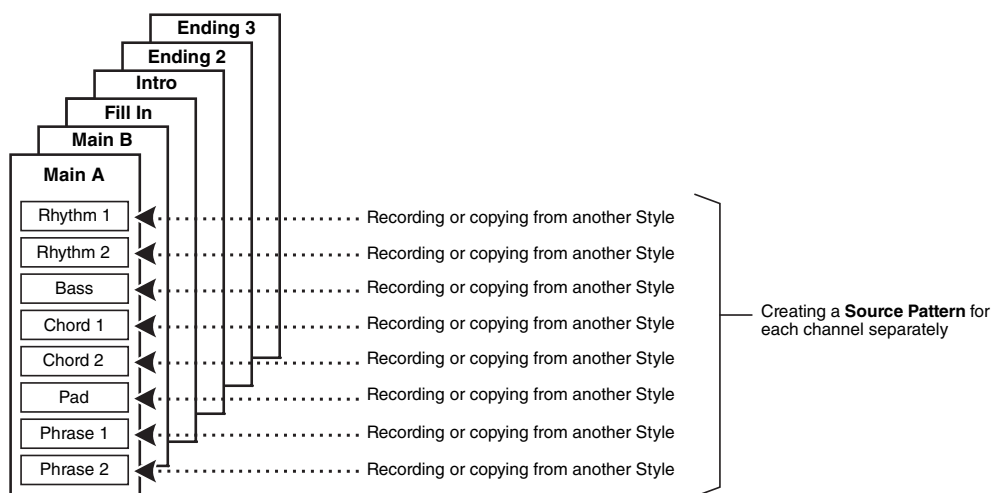 Ending 3
Ending 2
Intro
Fill In
Main B
Main A
Rhythm 1 Recording or copying from another Style
Rhythm 2 Recording or copying from another Style
Bass Recording or copying from another Style
Chord 1 Recording or copying from another Style
Chord 2 Recording or copying from another Style
Pad Recording or copying from another Style
Phrase 1 Recording or copying from another Style
Phrase 2 Recording or copying from another Style
Creating a Source Pattern for
each channel separately